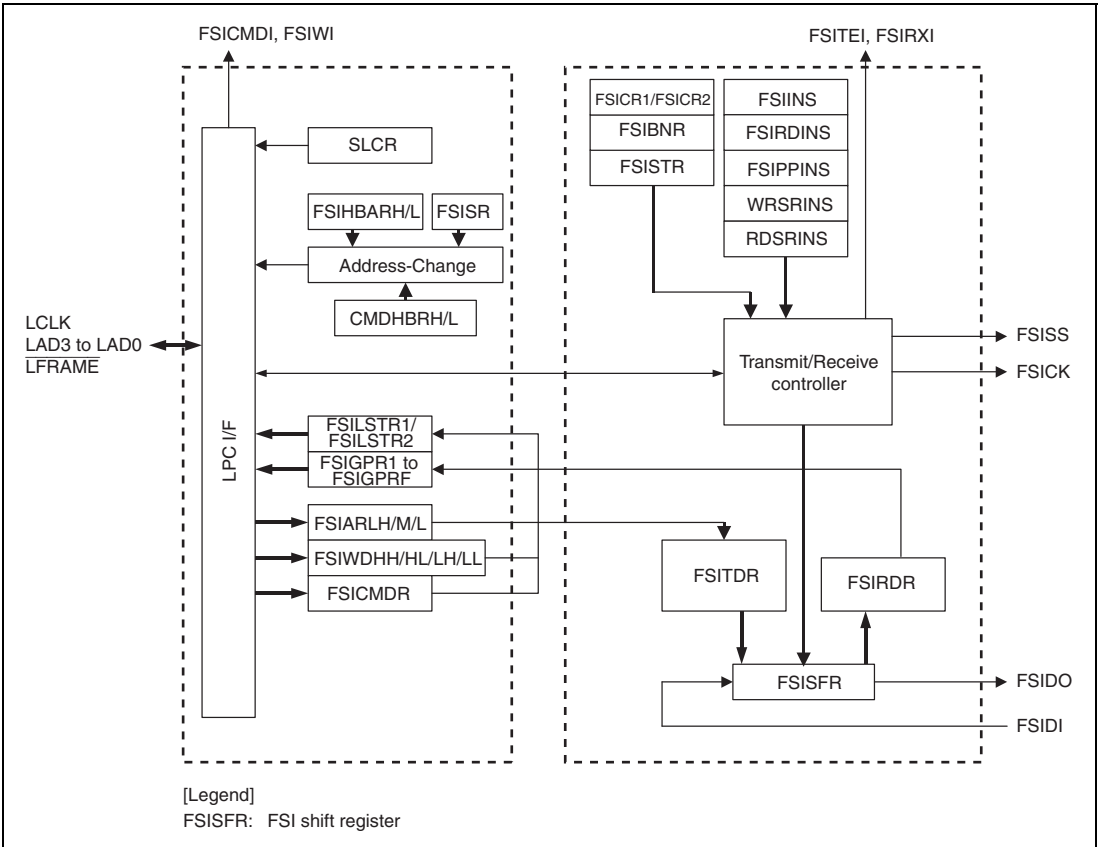 FSICMDI, FSIWI
FSITEI, FSIRXI
SLCR
FSIHBARH/L
FSISR
Address-Change
CMDHBRH/L
LCLK
LAD3 to LAD0
LFRAME
LPC I/F
FSILSTR1/
FSILSTR2
FSIGPR1 to
FSIGPRF
FSIARLH/M/L
FSIWDHH/HL/LH/LL
FSICMDR
FSICR1/FSICR2
FSIBNR
FSISTR
FSIINS
FSIRDINS
FSIPPINS
WRSRINS
RDSRINS
Transmit/Receive
controller
FSISS
FSICK
FSITDR
FSIRDR
FSISFR
FSIDO
FSIDI
[Legend]
FSISFR: FSI shift register